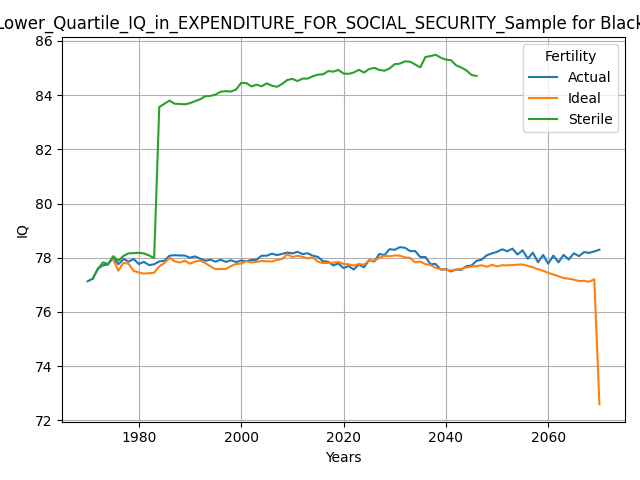 Lower_Quartile_IQ_in_EXPENDITURE_FOR_SOCIAL_SECURITY_Sample for Black
86
84
82
80
78
76
74
72
IQ
Fertility
Actual
Ideal
Sterile
1980 2000 2020 2040 2060
Years